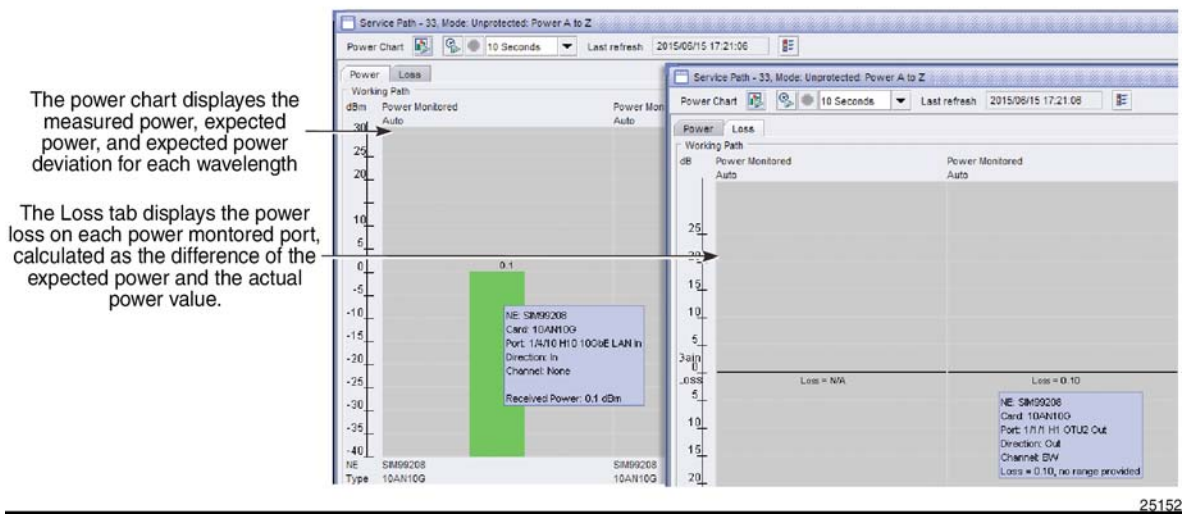 The power chart displayes the
measured power, expected
power, and expected power
deviation for each wavelength
The Loss tab displays the power
loss on each power montored port,
calculated as the difference of the
expected power and the actual
power value.
Service Path - 33, Mode: Unprotected: Power A to Z
Power Chart 10 Seconds Last refresh 2015/06/15 17:21:06
Power Loss
Working Path
dBm Power Monitored Power Mon
Auto Auto
30
25
20
10
5
0 0.1
-5
-10
-15
-20
-25
-30
-35
-40
NE: SIM99208
Card: 10AN10G
Port: 1/4/10 H10 10GbE LAN In
Direction: In
Channel: None
Received Power: 0.1 dBm
NE SIM99208 SIM99208
Type 10AN10G 10AN10G
Service Path - 33, Mode: Unprotected: Power A to Z
Power Chart 10 Seconds Last refresh 2015/06/15 17:21:06
Power Loss
Working Path
dB Power Monitored Power Monitored
Auto Auto
25
20
15
10
5
Gain
0
Loss Loss = N/A Loss = 0.10
5
10
15
20
NE: SIM99208
Card: 10AN10G
Port: 1/1/1 H1 OTU2 Out
Direction: Out
Channel: BW
Loss = 0.10, no range provided
25152